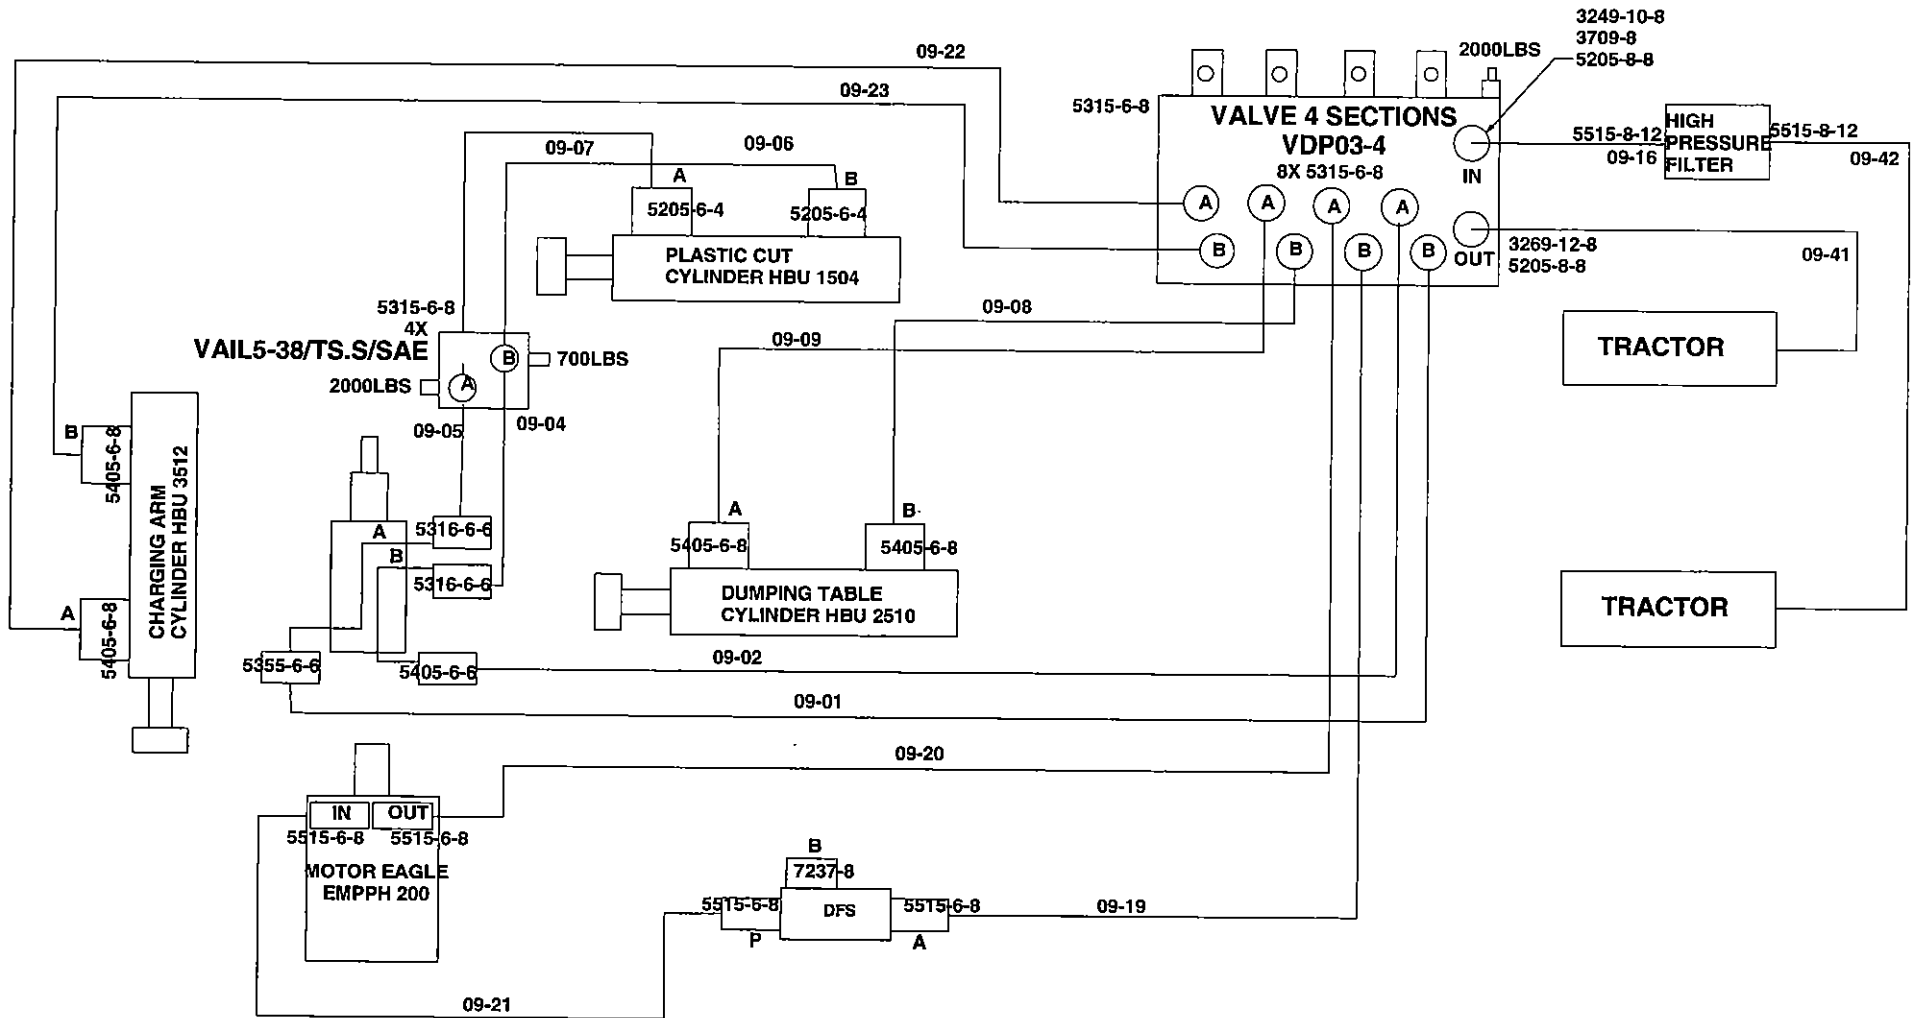 3249-10-8
3709-8
5205-8-8
2000LBS
09-22
09-23
5315-6-8
VALVE 4 SECTIONS
VDP03-4
8X 5315-6-8
IN
OUT
A
A
A
A
B
B
B
B
5515-8-12
09-16
HIGH
PRESSURE
FILTER
5515-8-12
09-42
3269-12-8
5205-8-8
09-41
09-07
09-06
A
B
5205-6-4
5205-6-4
PLASTIC CUT
CYLINDER HBU 1504
5315-6-8
4X
VAIL5-38/TS.S/SAE
B
700LBS
2000LBS
A
09-05
09-04
09-08
09-09
TRACTOR
B
5405-6-8
CHARGING ARM
CYLINDER HBU 3512
A
5405-6-8
A
5316-6-6
B
5316-6-6
A
B
5405-6-8
5405-6-8
DUMPING TABLE
CYLINDER HBU 2510
TRACTOR
5355-6-6
5405-6-6
09-02
09-01
09-20
IN
OUT
5515-6-8
5515-6-8
MOTOR EAGLE
EMPPH 200
B
7237-8
5515-6-8
DFS
5515-6-8
P
A
09-19
09-21